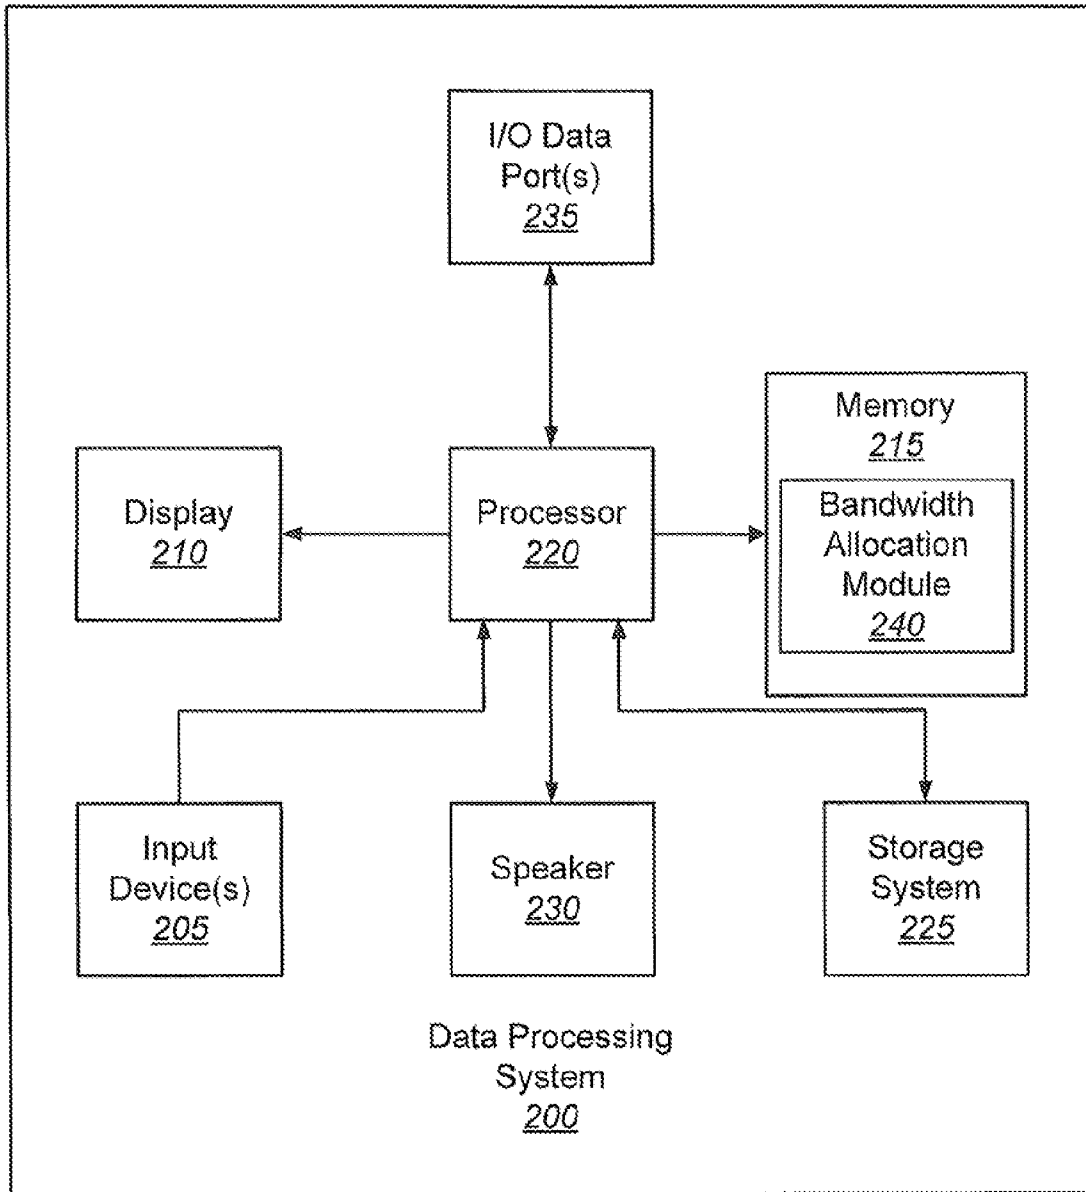 I/O Data
Port(s)
235
Memory
215
Display
210
Processor
220
Bandwidth
Allocation
Module
240
Input
Device(s)
205
Speaker
230
Storage
System
225
Data Processing
System
200